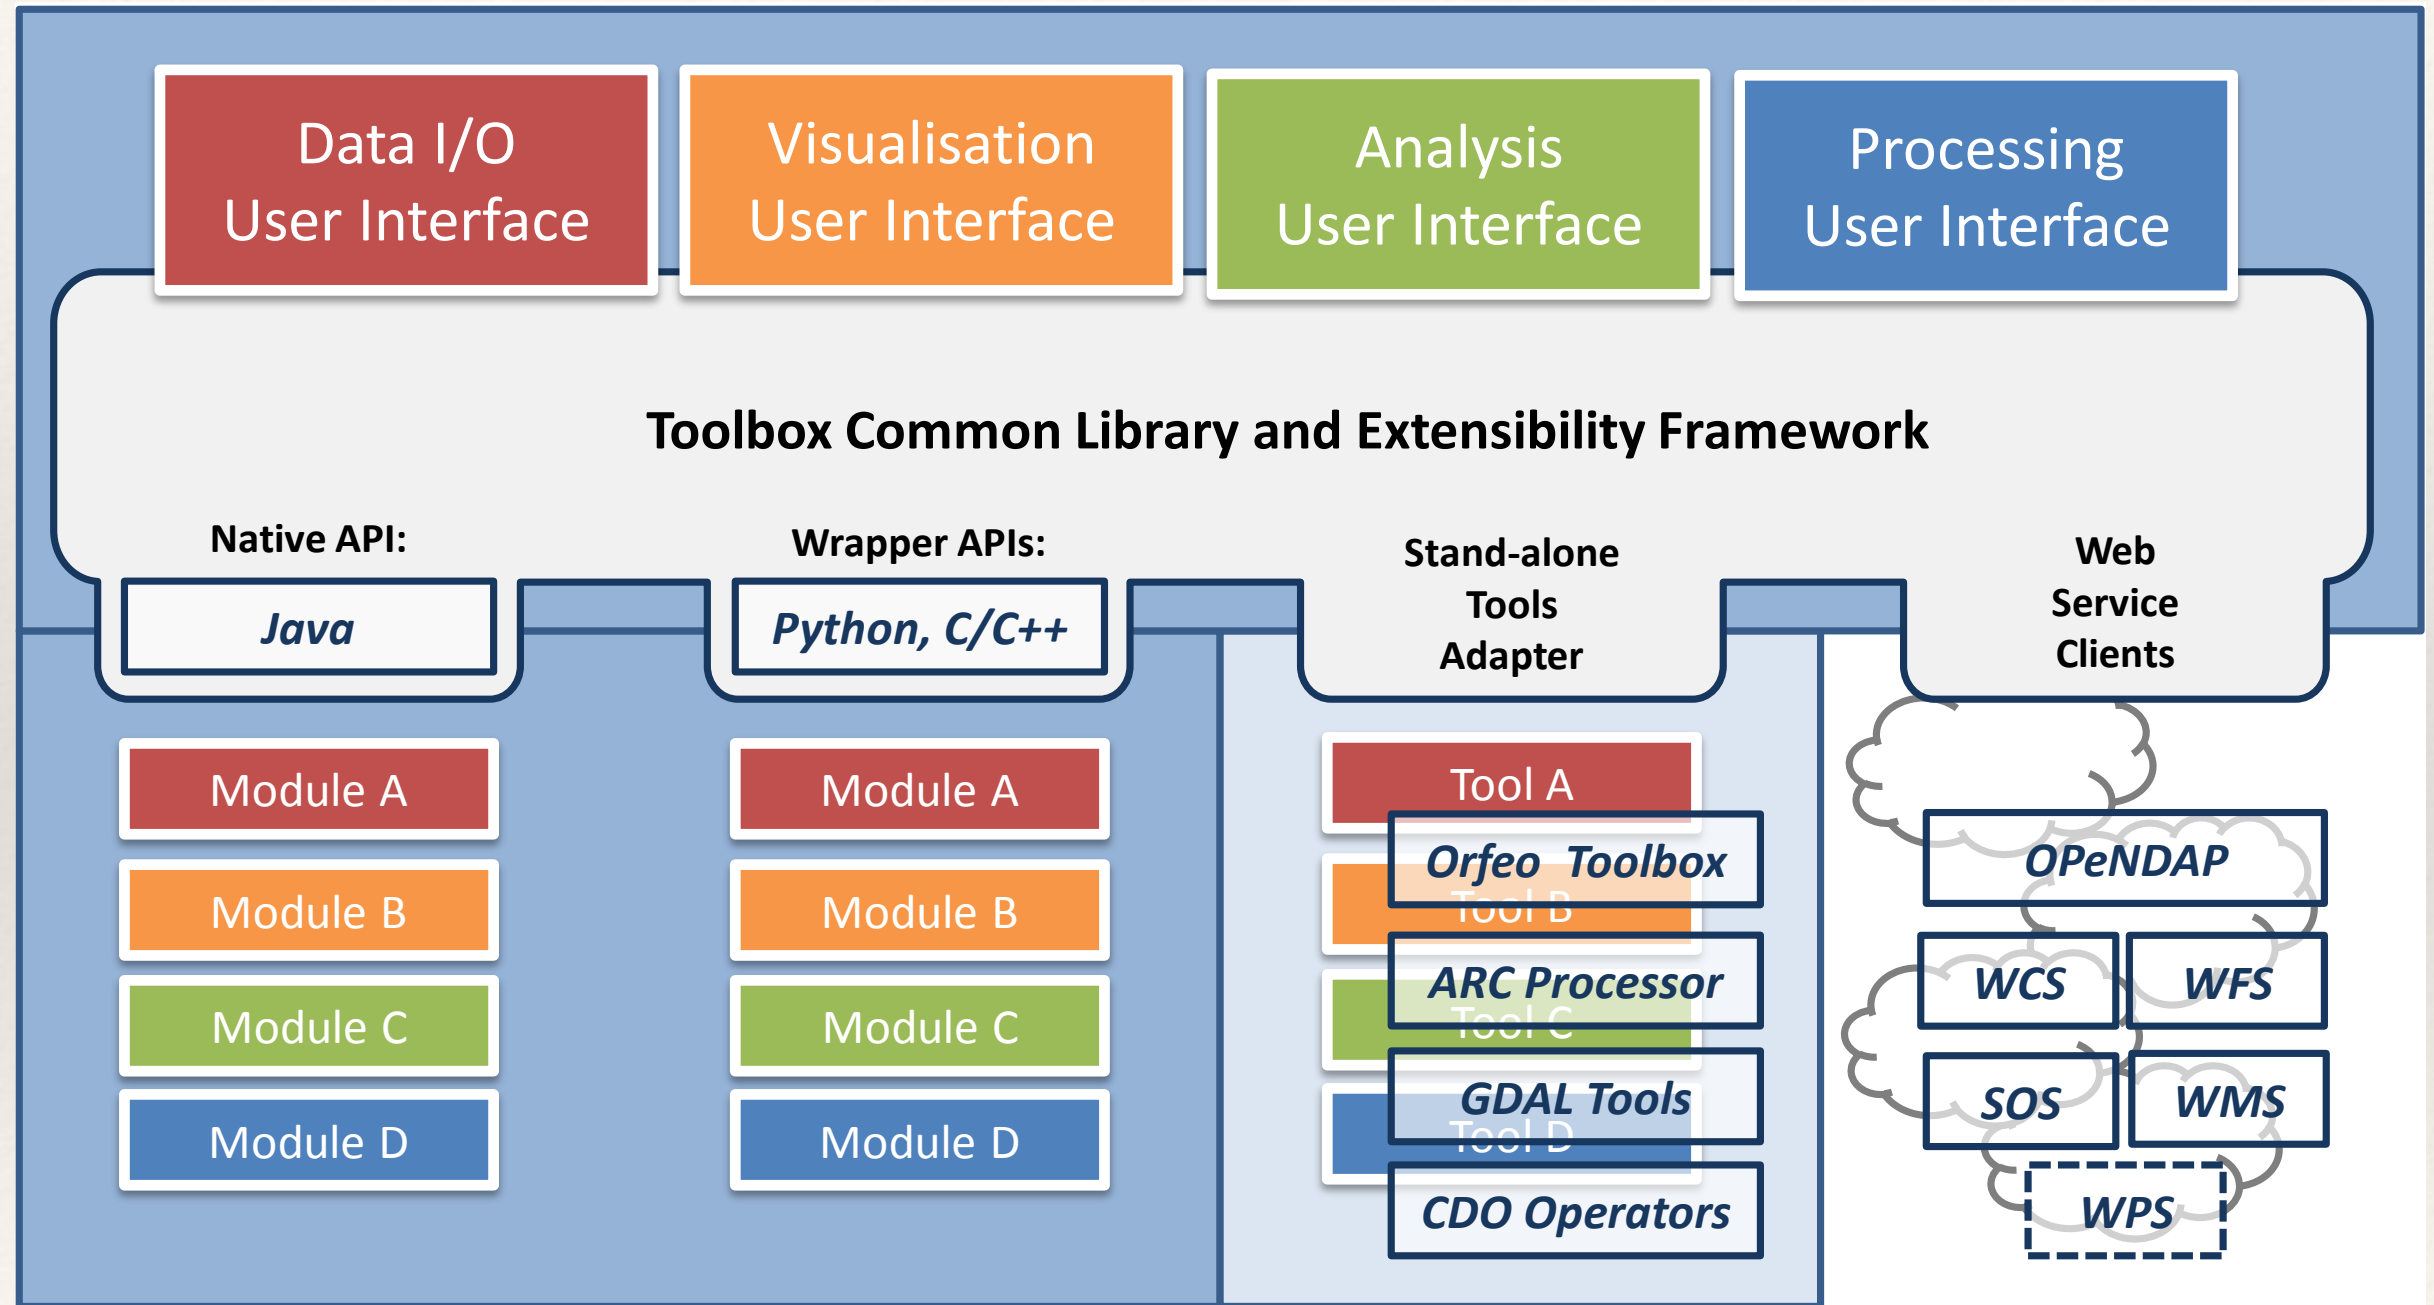 Data I/O
User Interface
Visualisation
User Interface
Analysis
User Interface
Processing
User Interface
Toolbox Common Library and Extensibility Framework
Native API:
Java
Wrapper APIs:
Python, C/C++
Stand-alone
Tools
Adapter
Web
Service
Clients
Module A
Module B
Module C
Module D
Module A
Module B
Module C
Module D
Tool A
Orfeo Toolbox
Tool B
ARC Processor
Tool C
GDAL Tools
Tool D
CDO Operators
OPeNDAP
WCS
WFS
SOS
WMS
WPS